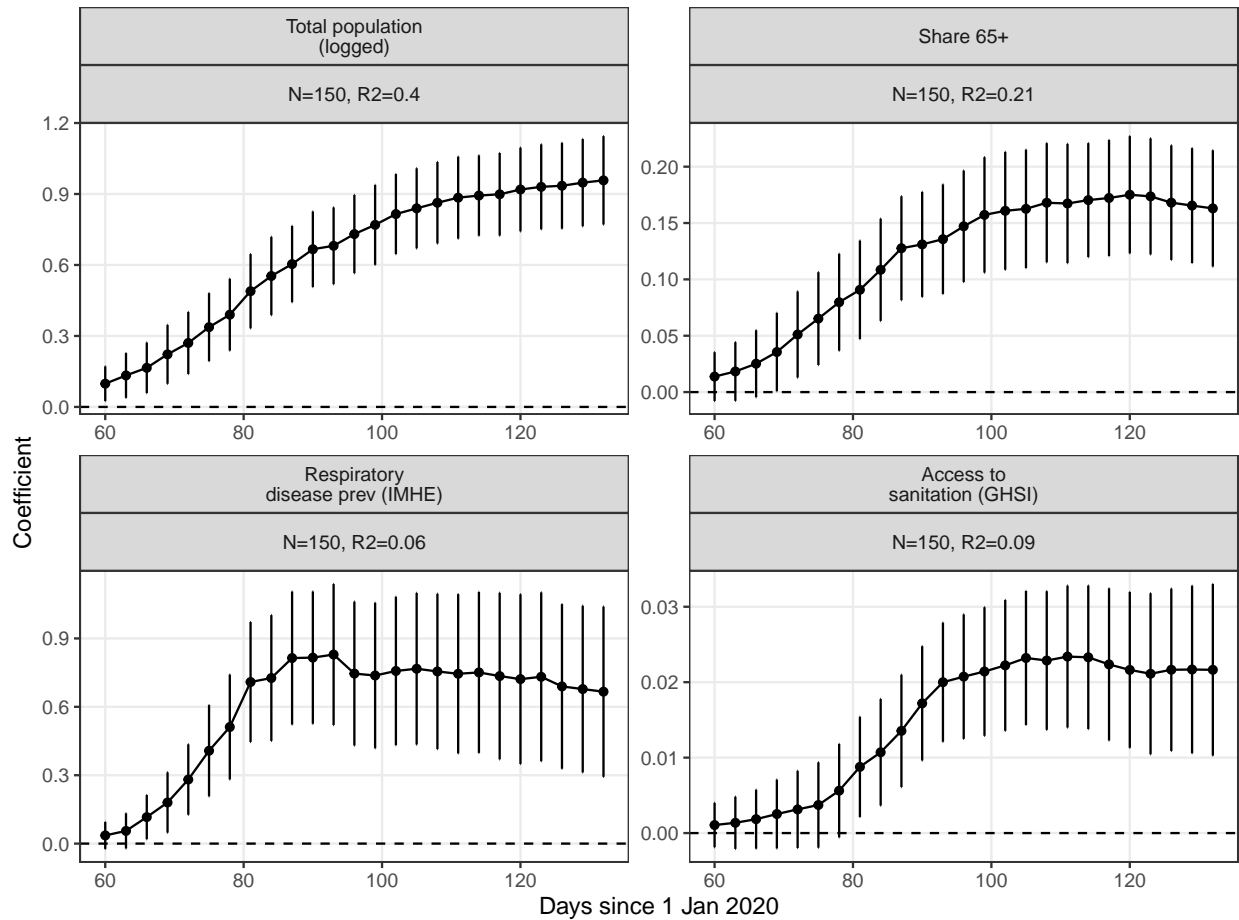 Total population
(logged)
N=150, R2=0.4
Share 65+
N=150, R2=0.21
1.2
0.9
0.6
0.3
0.0
60
80
100
120
0.20
0.15
0.10
0.05
0.00
60
80
100
120
Coefficient
Respiratory
disease prev (IMHE)
N=150, R2=0.06
Access to
sanitation (GHSI)
N=150, R2=0.09
0.9
0.6
0.3
0.0
60
80
100
120
0.03
0.02
0.01
0.00
60
80
100
120
Days since 1 Jan 2020